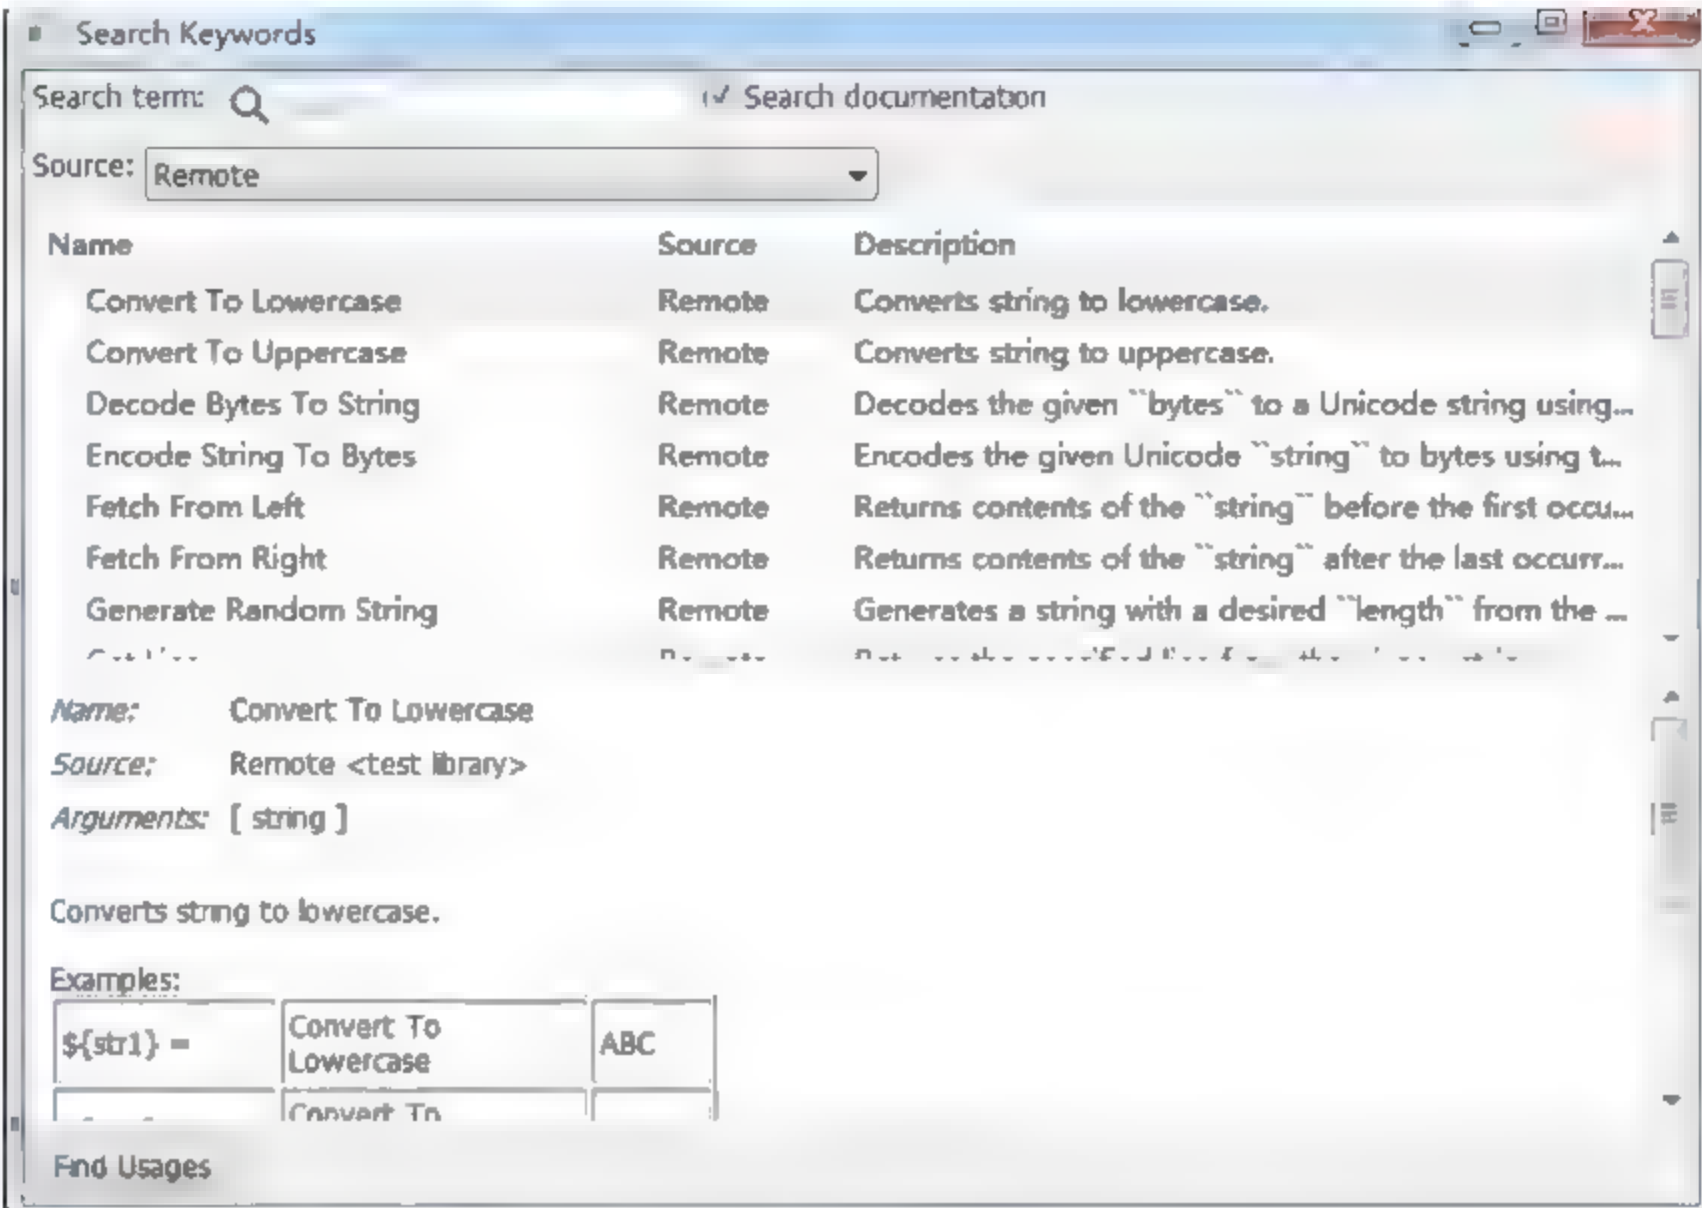 Search Keywords
Search term: Search documentation
Source: Remote
Name Source Description
Convert To Lowercase Remote Converts string to lowercase.
Convert To Uppercase Remote Converts string to uppercase.
Decode Bytes To String Remote Decodes the given ``bytes`` to a Unicode string using...
Encode String To Bytes Remote Encodes the given Unicode ``string`` to bytes using t...
Fetch From Left Remote Returns contents of the ``string`` before the first occu...
Fetch From Right Remote Returns contents of the ``string`` after the last occurr...
Generate Random String Remote Generates a string with a desired ``length`` from the ...
Name: Convert To Lowercase
Source: Remote <test library>
Arguments: [ string ]
Converts string to lowercase.
Examples:
${str1} = Convert To Lowercase ABC
Convert To
Find Usages